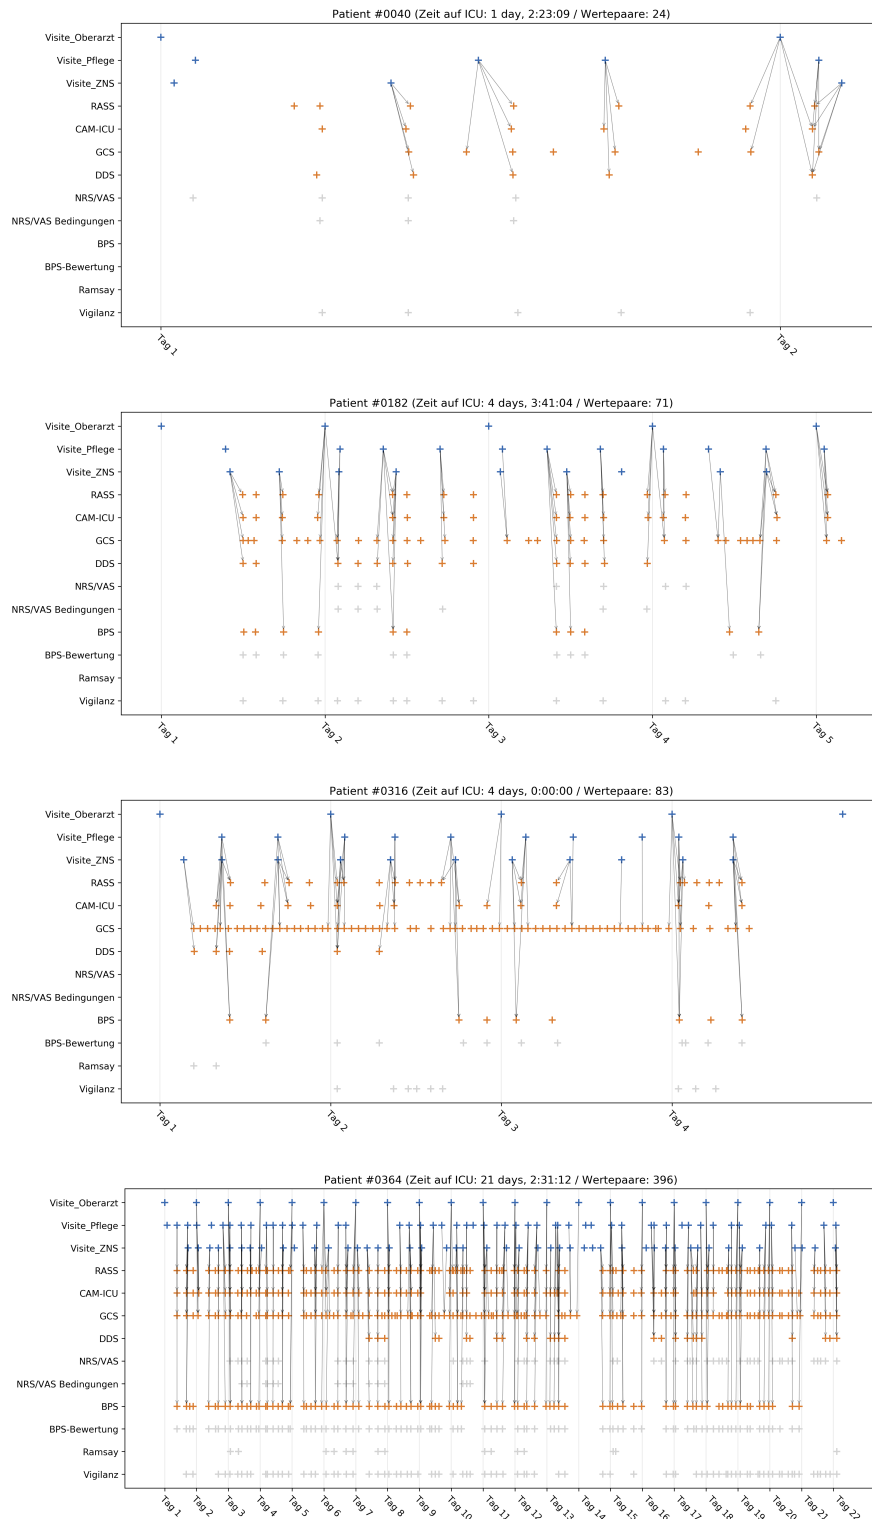 Patient #0040 (Zeit auf ICU: 1 day, 2:23:09 / Wertepaare: 24)
Visite_Oberarzt
Visite_Pflege
Visite_ZNS
RASS
CAM-ICU
GCS
DDS
NRS/VAS
NRS/VAS Bedingungen
BPS
BPS-Bewertung
Ramsay
Vigilanz
Tag 1
Tag 2
Patient #0182 (Zeit auf ICU: 4 days, 3:41:04 / Wertepaare: 71)
Visite_Oberarzt
Visite_Pflege
Visite_ZNS
RASS
CAM-ICU
GCS
DDS
NRS/VAS
NRS/VAS Bedingungen
BPS
BPS-Bewertung
Ramsay
Vigilanz
Tag 1
Tag 2
Tag 3
Tag 4
Tag 5
Patient #0316 (Zeit auf ICU: 4 days, 0:00:00 / Wertepaare: 83)
Visite_Oberarzt
Visite_Pflege
Visite_ZNS
RASS
CAM-ICU
GCS
DDS
NRS/VAS
NRS/VAS Bedingungen
BPS
BPS-Bewertung
Ramsay
Vigilanz
Tag 1
Tag 2
Tag 3
Tag 4
Patient #0364 (Zeit auf ICU: 21 days, 2:31:12 / Wertepaare: 396)
Visite_Oberarzt
Visite_Pflege
Visite_ZNS
RASS
CAM-ICU
GCS
DDS
NRS/VAS
NRS/VAS Bedingungen
BPS
BPS-Bewertung
Ramsay
Vigilanz
Tag 1
Tag 2
Tag 3
Tag 4
Tag 5
Tag 6
Tag 7
Tag 8
Tag 9
Tag 10
Tag 11
Tag 12
Tag 13
Tag 14
Tag 15
Tag 16
Tag 17
Tag 18
Tag 19
Tag 20
Tag 21
Tag 22